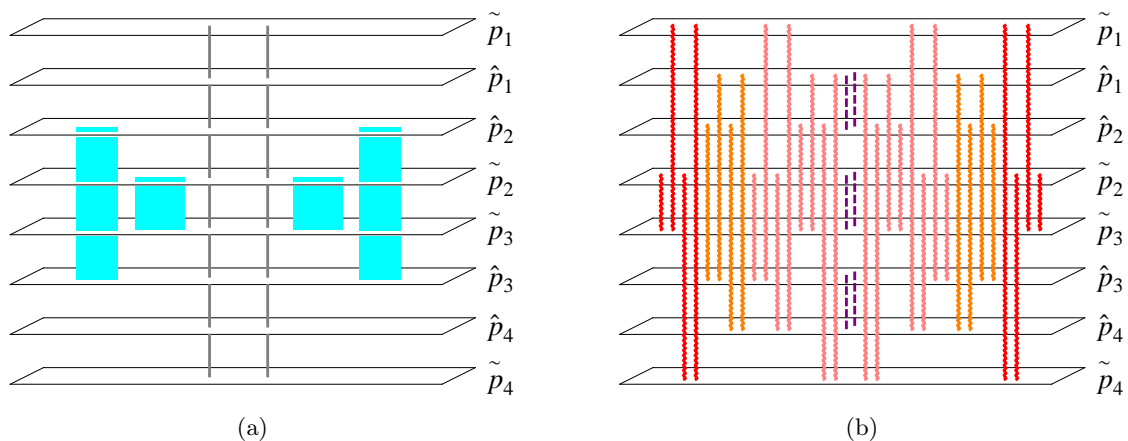 p̃₁ p̃₁
p̂₁ p̂₁
p̂₂ p̂₂
p̃₂ p̃₂
p̃₃ p̃₃
p̂₃ p̂₃
p̂₄ p̂₄
p̃₄ p̃₄
(a) (b)